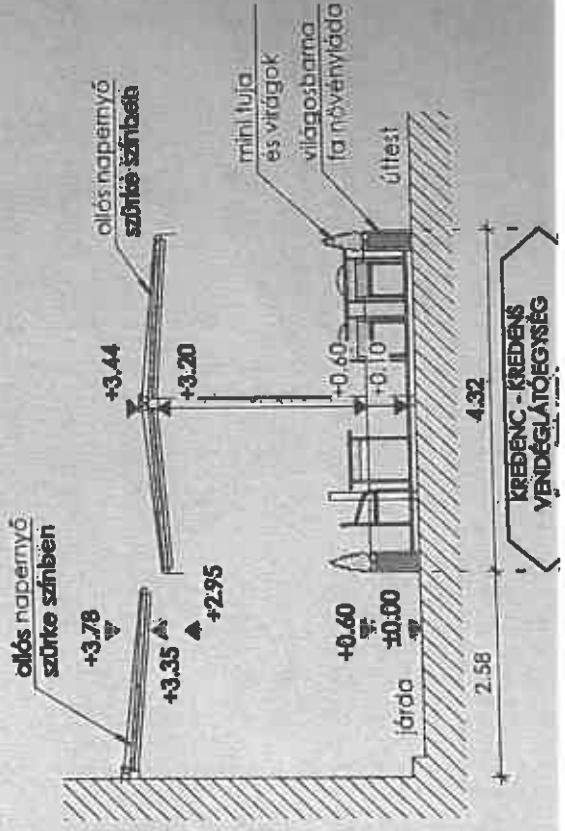 ollós napernyő
szürke színben
+3.78
+3.35
+2.95
ollós napernyő
szürke színben
+3.44
+3.20
mini tuja
és virágok
világosbarna
fa növényláda
+0.60
±0.00
+0.60
+0.10
járda
úttest
2.58
4.32
KREDENC - KREDENS
VENDÉGLÁTÓEGYSÉG